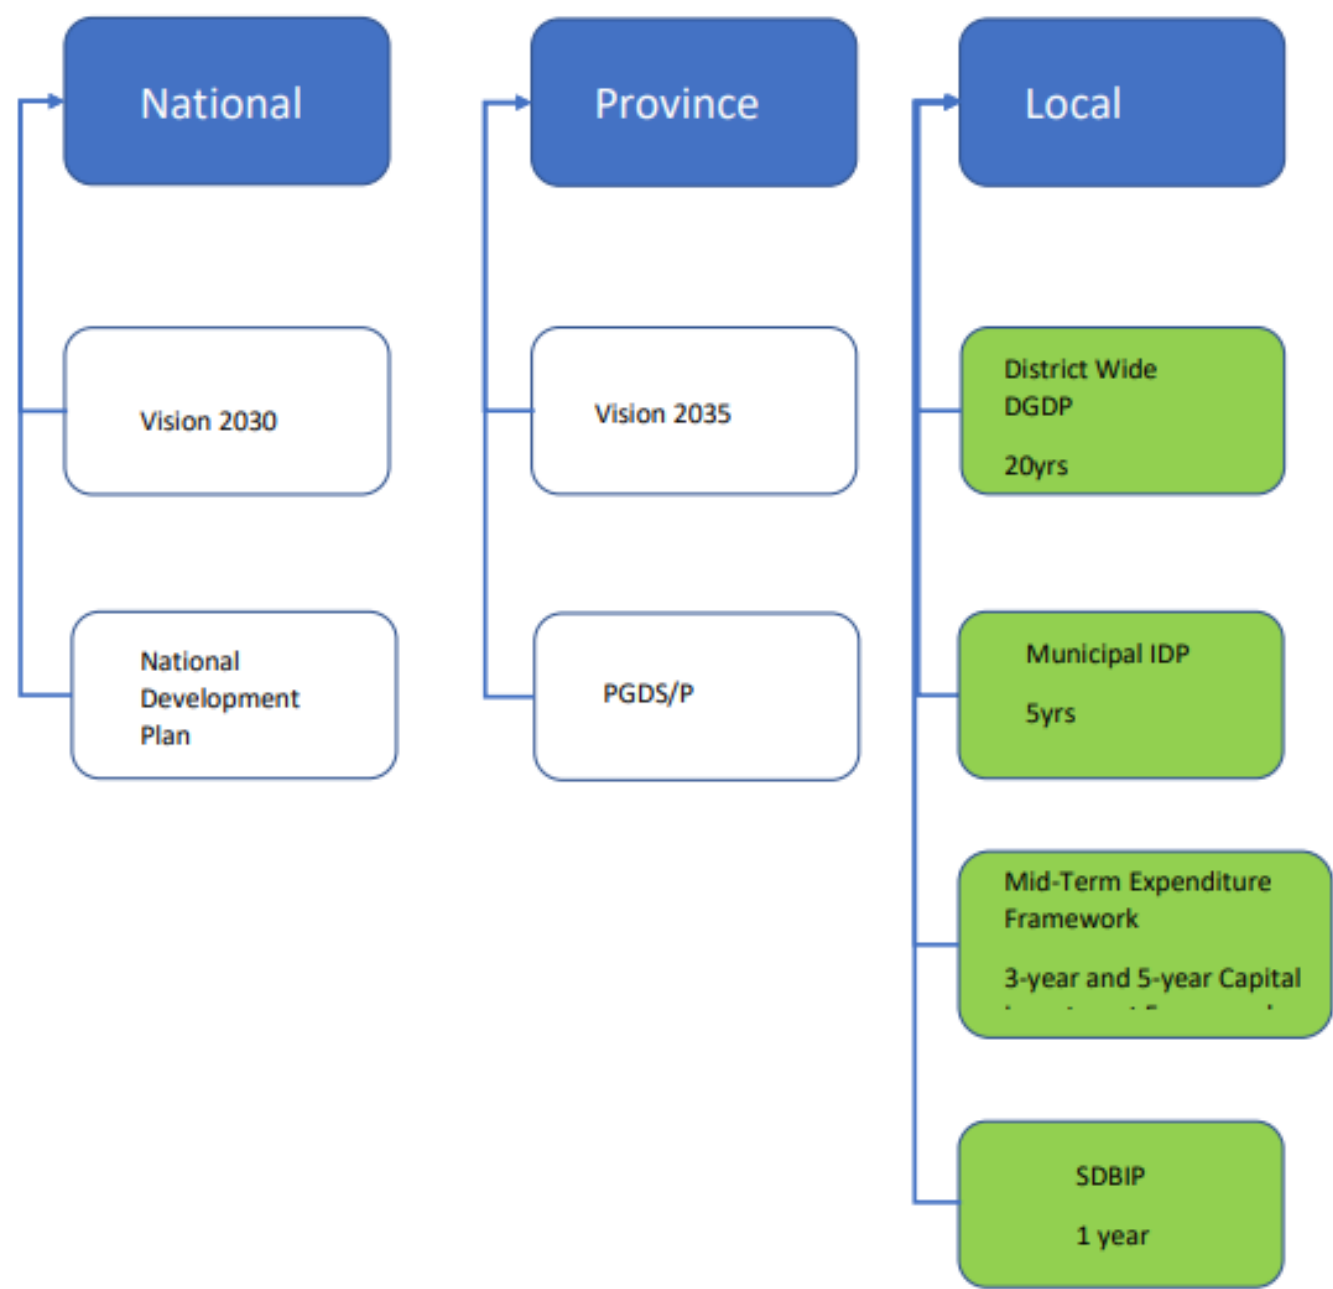 National
Vision 2030
National
Development
Plan
Province
Vision 2035
PGDS/P
Local
District Wide
DGDP
20yrs
Municipal IDP
5yrs
Mid-Term Expenditure
Framework
3-year and 5-year Capital
SDBIP
1 year